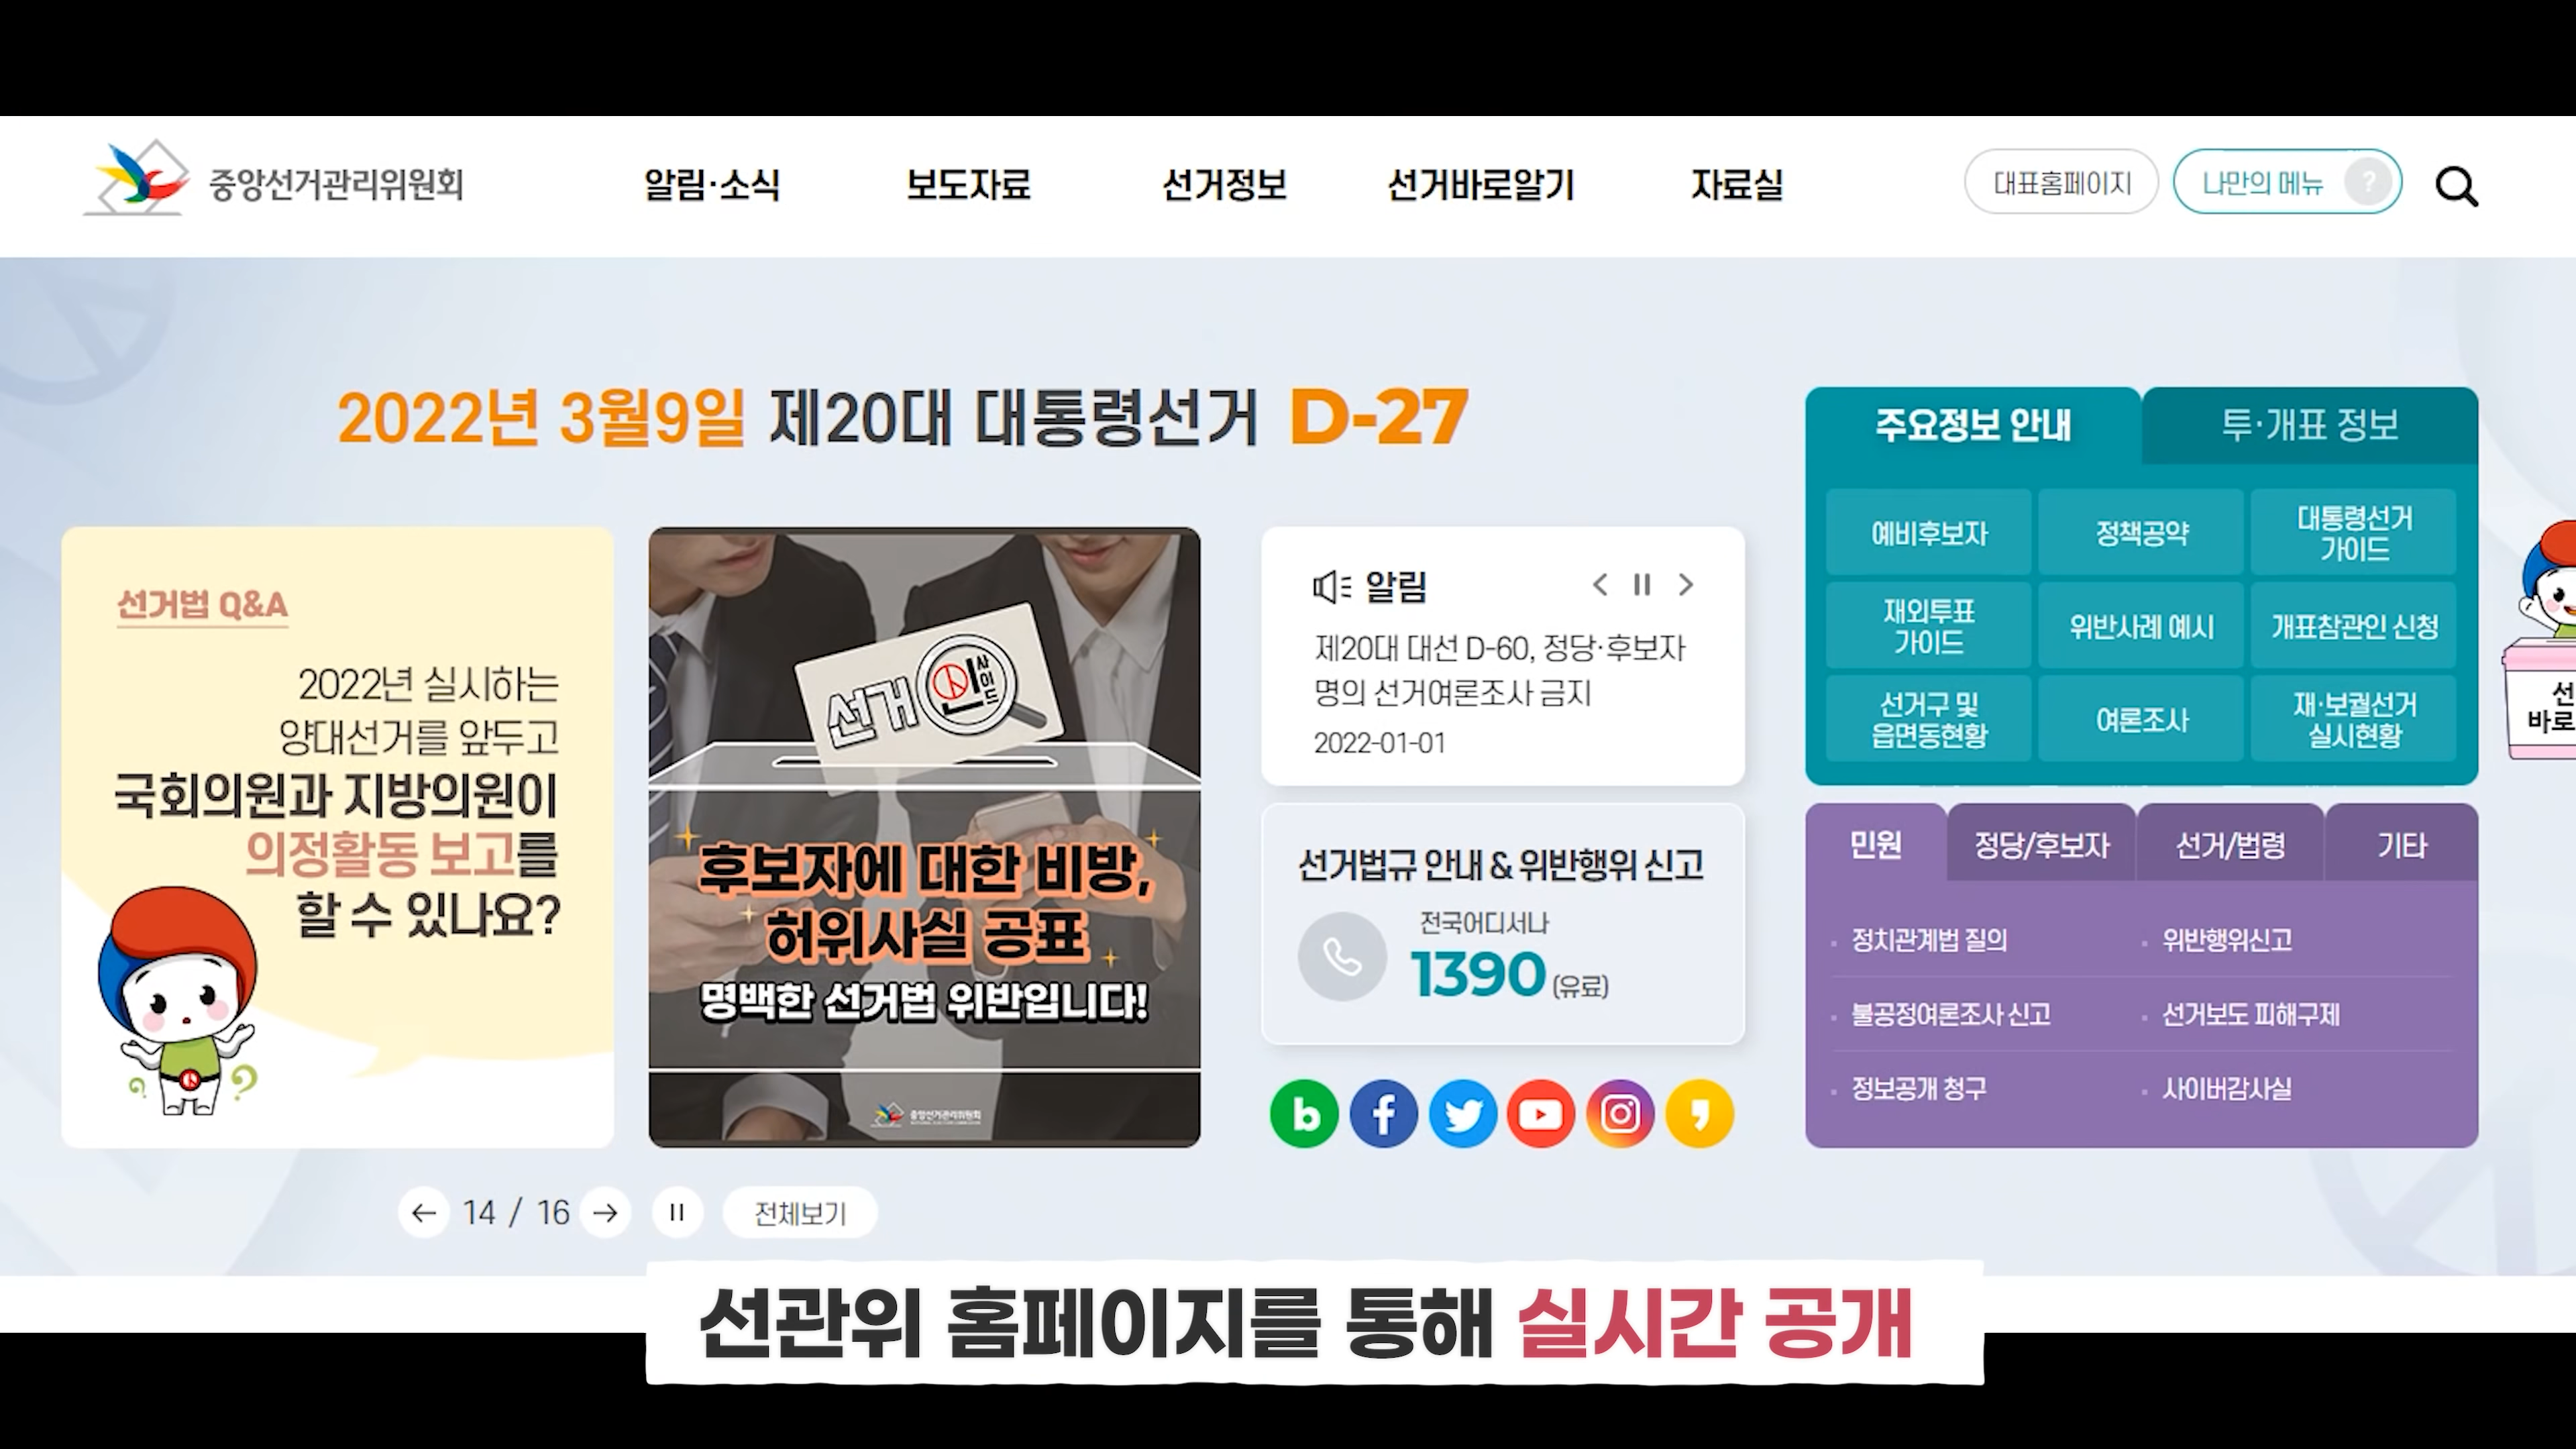 중앙선거관리위원회
알림·소식
보도자료
선거정보
선거바로알기
자료실
대표홈페이지
나만의 메뉴 ?
2022년 3월9일 제20대 대통령선거 D-27
선거법 Q&A
2022년 실시하는
양대선거를 앞두고
국회의원과 지방의원이
의정활동 보고를
할 수 있나요?
선거 인사이드
후보자에 대한 비방,
허위사실 공표
명백한 선거법 위반입니다!
중앙선거관리위원회
알림
제20대 대선 D-60, 정당·후보자
명의 선거여론조사 금지
2022-01-01
선거법규 안내 & 위반행위 신고
전국어디서나
1390 (유료)
주요정보 안내
투·개표 정보
예비후보자
정책공약
대통령선거
가이드
재외투표
가이드
위반사례 예시
개표참관인 신청
선거구 및
읍면동현황
여론조사
재·보궐선거
실시현황
민원
정당/후보자
선거/법령
기타
정치관계법 질의
위반행위신고
불공정여론조사 신고
선거보도 피해구제
정보공개 청구
사이버감사실
선
바로
14 / 16
전체보기
선관위 홈페이지를 통해 실시간 공개